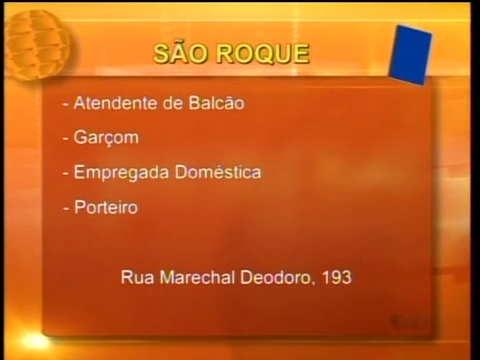 SÃO ROQUE
- Atendente de Balcão
- Garçom
- Empregada Doméstica
- Porteiro
Rua Marechal Deodoro, 193